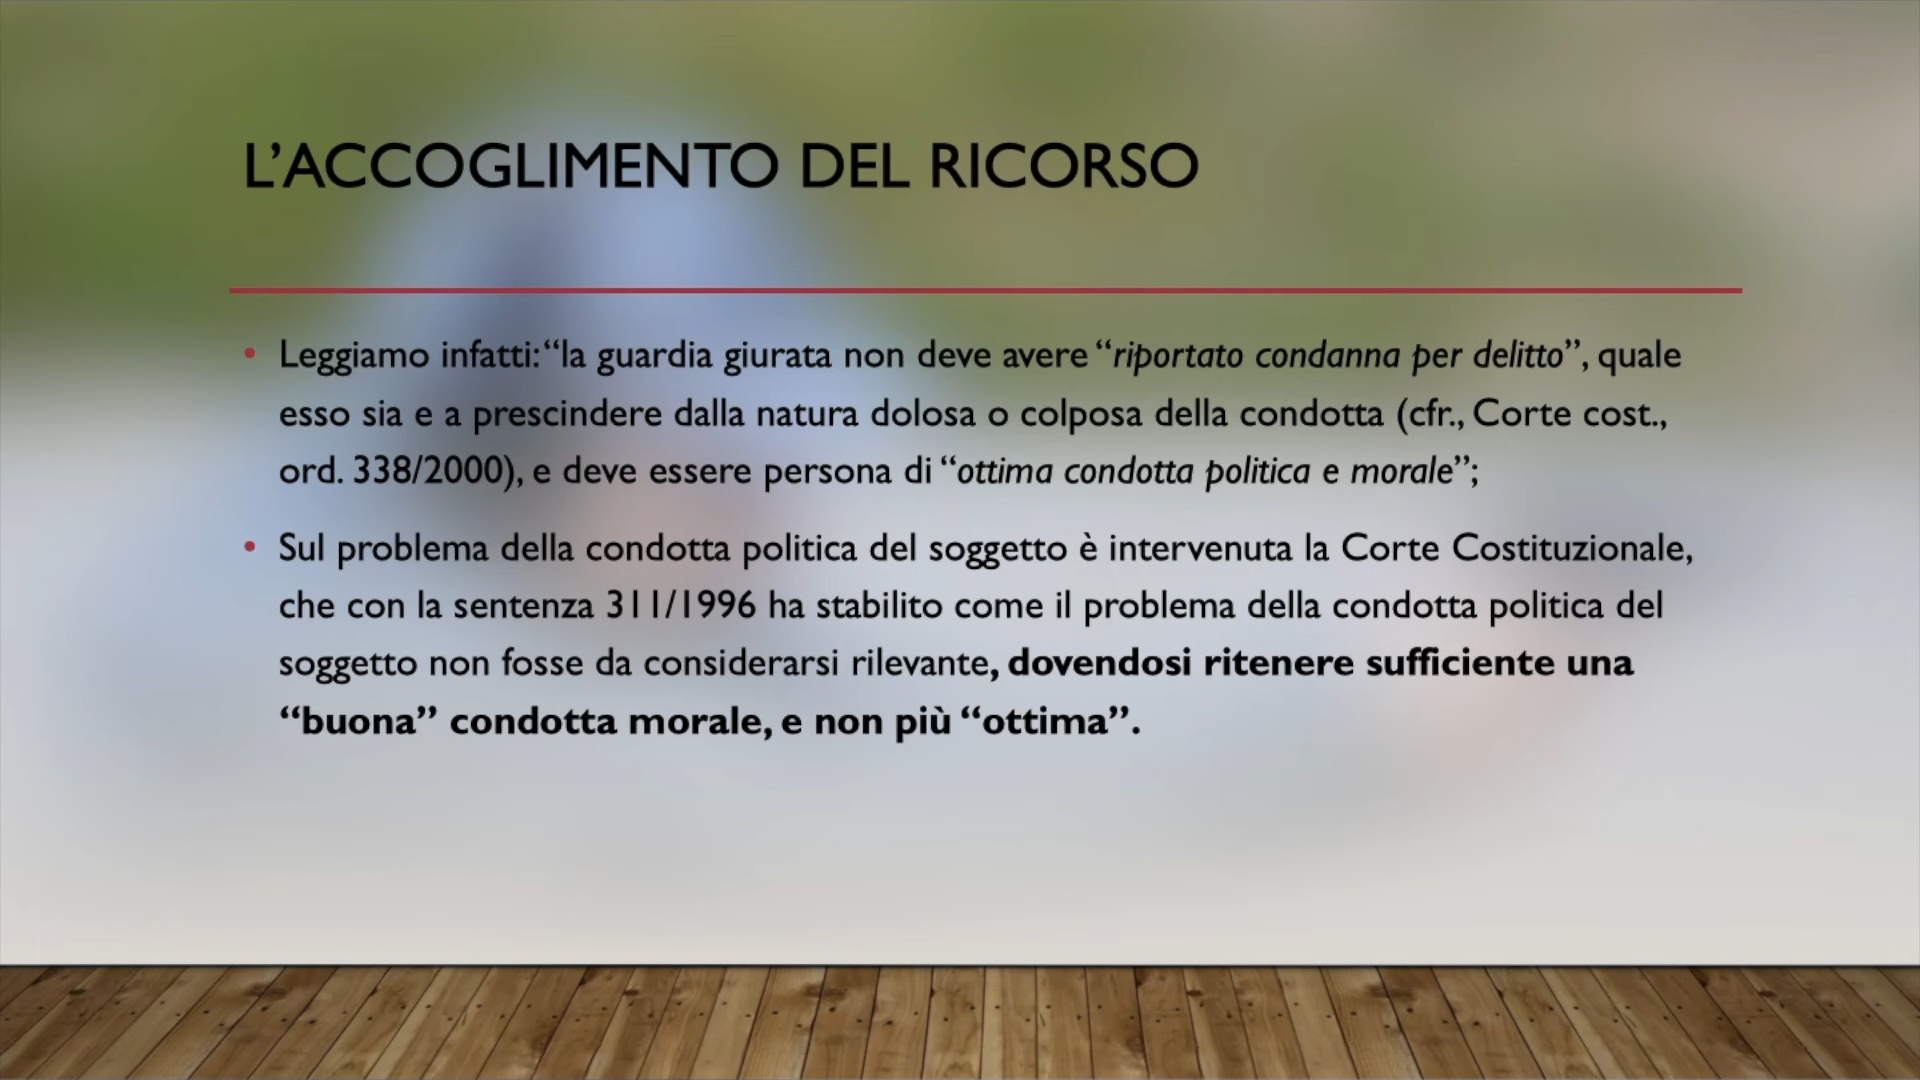 L’ACCOGLIMENTO DEL RICORSO
• Leggiamo infatti: “la guardia giurata non deve avere “riportato condanna per delitto”, quale
esso sia e a prescindere dalla natura dolosa o colposa della condotta (cfr., Corte cost.,
ord. 338/2000), e deve essere persona di “ottima condotta politica e morale”;
• Sul problema della condotta politica del soggetto è intervenuta la Corte Costituzionale,
che con la sentenza 311/1996 ha stabilito come il problema della condotta politica del
soggetto non fosse da considerarsi rilevante, dovendosi ritenere sufficiente una
“buona” condotta morale, e non più “ottima”.